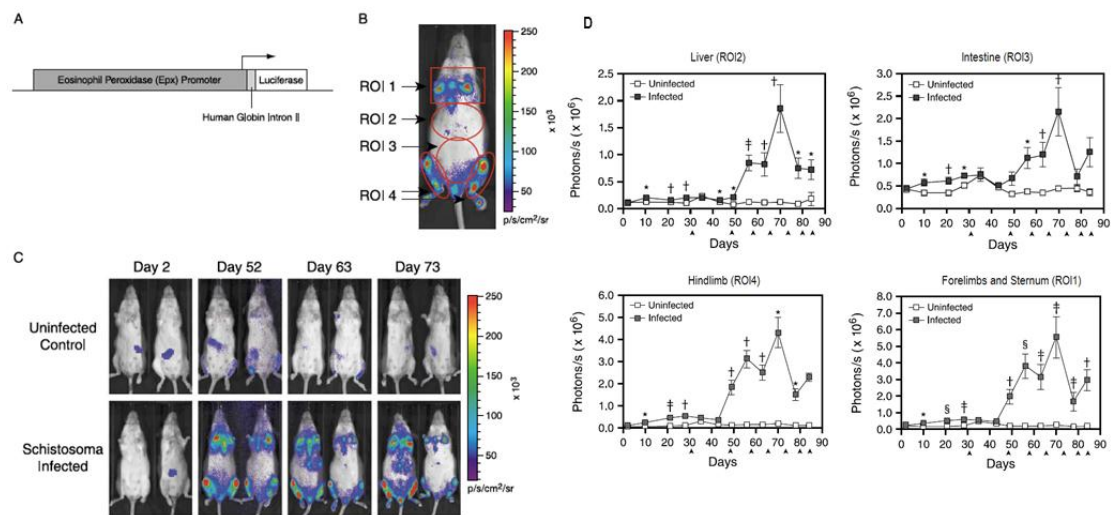 A
Eosinophil Peroxidase (Epx) Promoter
Luciferase
Human Globin Intron II
B
ROI 1
ROI 2
ROI 3
ROI 4
250
200
150
100
50
x 10³
p/s/cm²/sr
C
Day 2
Day 52
Day 63
Day 73
Uninfected
Control
Schistosoma
Infected
250
200
150
100
50
x 10³
p/s/cm²/sr
D
Liver (ROI2)
Uninfected
Infected
Photons/s (x 10⁶)
2.5
2.0
1.5
1.0
0.5
0.0
* † † * * ‡ † † * *
0 10 20 30 40 50 60 70 80 90
Days
Intestine (ROI3)
Uninfected
Infected
Photons/s (x 10⁶)
3.0
2.5
2.0
1.5
1.0
0.5
0.0
* † * * † †
0 10 20 30 40 50 60 70 80 90
Days
Hindlimb (ROI4)
Uninfected
Infected
Photons/s (x 10⁶)
6.0
5.0
4.0
3.0
2.0
1.0
0.0
* ‡ † † † † * *
0 10 20 30 40 50 60 70 80 90
Days
Forelimbs and Sternum (ROI1)
Uninfected
Infected
Photons/s (x 10⁶)
8.0
7.0
6.0
5.0
4.0
3.0
2.0
1.0
0.0
* § ‡ † § ‡ ‡ ‡ †
0 10 20 30 40 50 60 70 80 90
Days